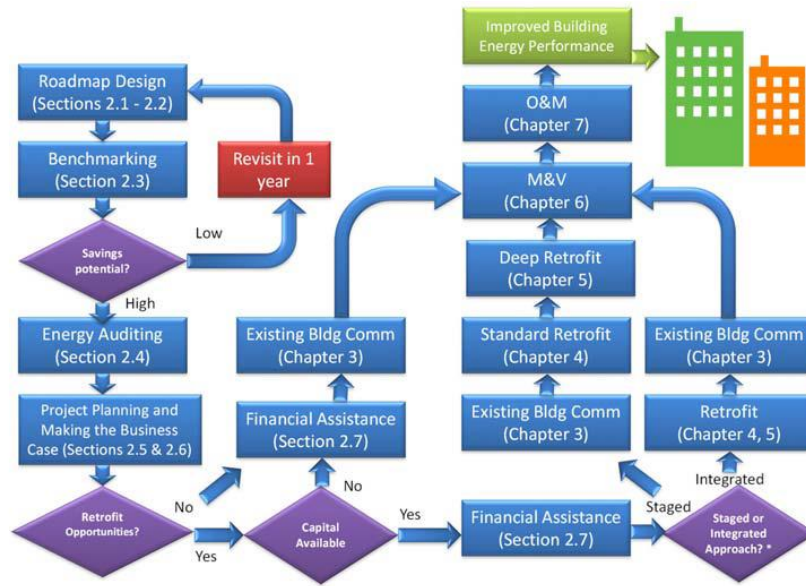 Improved Building
Energy Performance
Roadmap Design
(Sections 2.1 - 2.2)
O&M
(Chapter 7)
Benchmarking
(Section 2.3)
Revisit in 1
year
M&V
(Chapter 6)
Low
Savings
potential?
Deep Retrofit
(Chapter 5)
High
Energy Auditing
(Section 2.4)
Existing Bldg Comm
(Chapter 3)
Standard Retrofit
(Chapter 4)
Existing Bldg Comm
(Chapter 3)
Project Planning and
Making the Business
Case (Sections 2.5 & 2.6)
Financial Assistance
(Section 2.7)
Existing Bldg Comm
(Chapter 3)
Retrofit
(Chapter 4, 5)
No
No
Staged
Integrated
Retrofit
Opportunities?
Yes
Capital
Available
Yes
Financial Assistance
(Section 2.7)
Staged or
Integrated
Approach? *